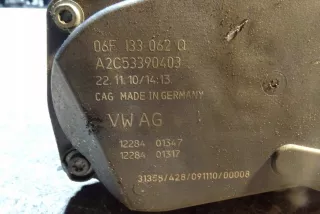 06F 133 062 Q
A2C53390403
22.11.10/14:13
CAG MADE IN GERMANY
VW AG
12284 01347
12284 01317
31355/428/091110/00008